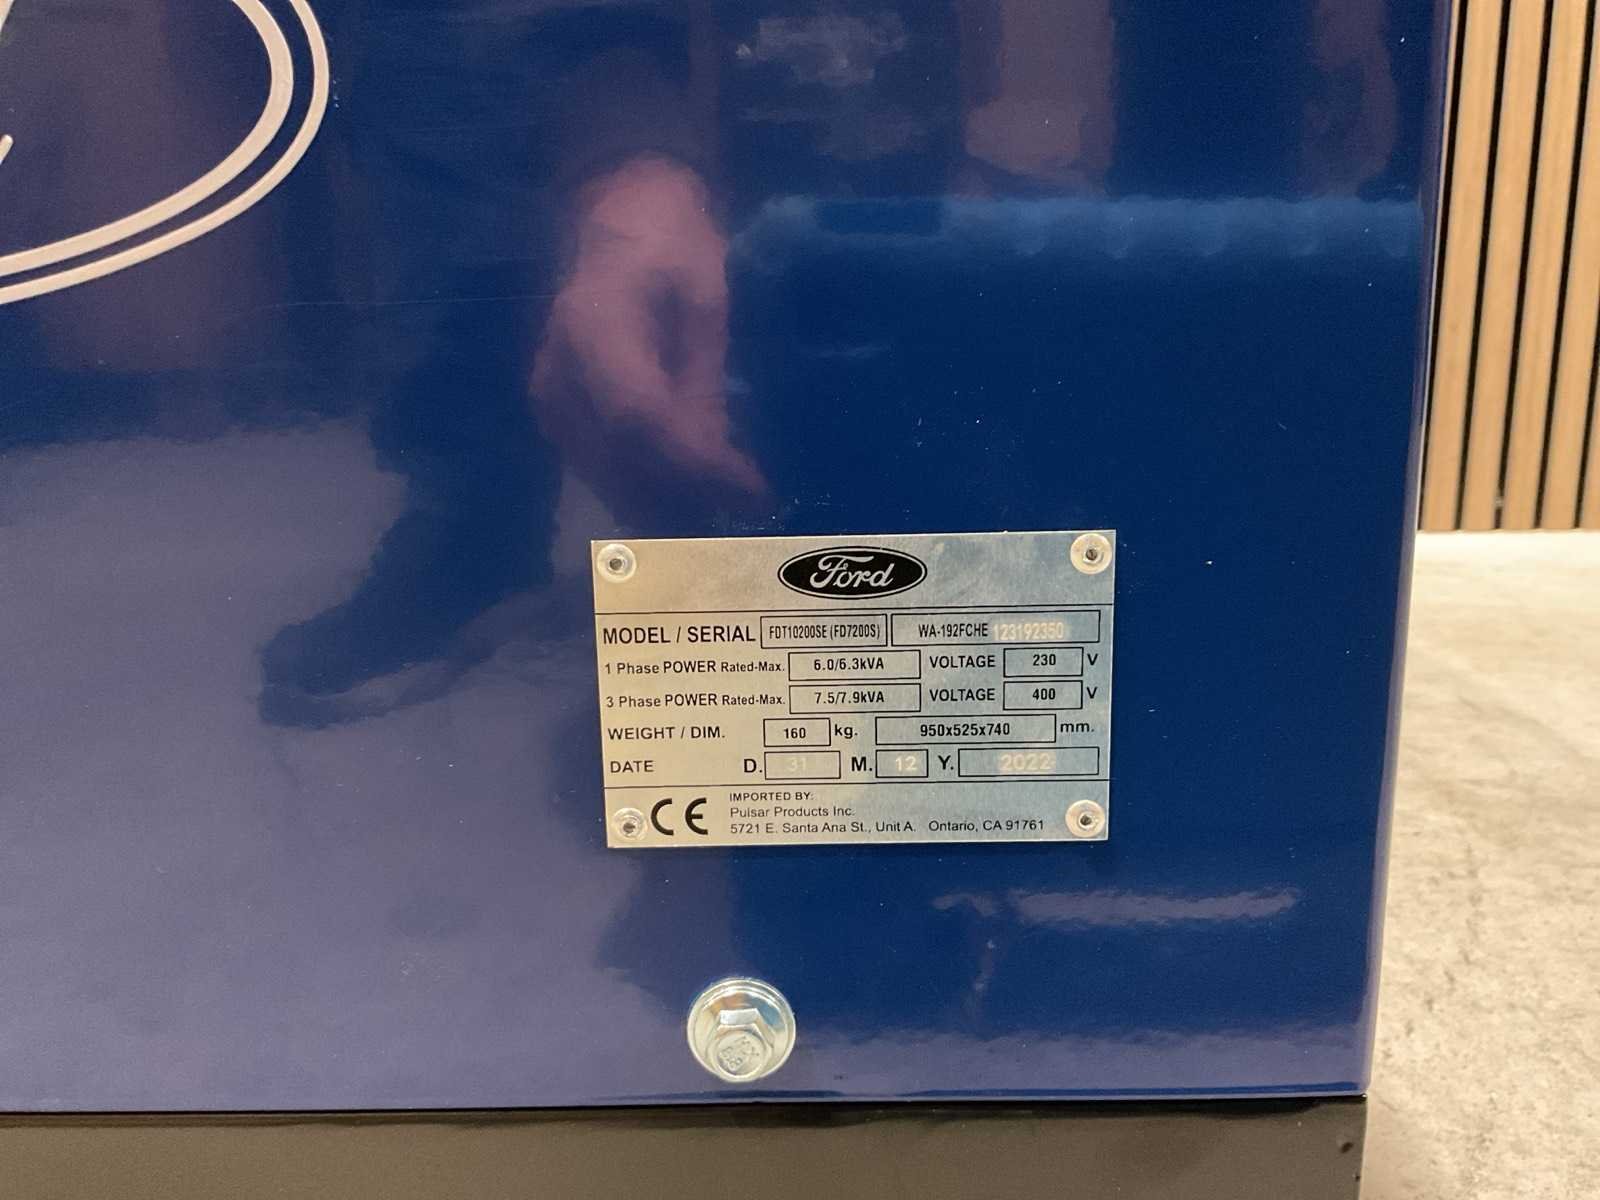 Ford
MODEL / SERIAL FDT10200SE (FD7200S) WA-192FCHE 123192350
1 Phase POWER Rated-Max. 6.0/6.3kVA VOLTAGE 230 V
3 Phase POWER Rated-Max. 7.5/7.9kVA VOLTAGE 400 V
WEIGHT / DIM. 160 kg. 950x525x740 mm.
DATE D. 31 M. 12 Y. 2022
CE IMPORTED BY:
Pulsar Products Inc.
5721 E. Santa Ana St., Unit A. Ontario, CA 91761